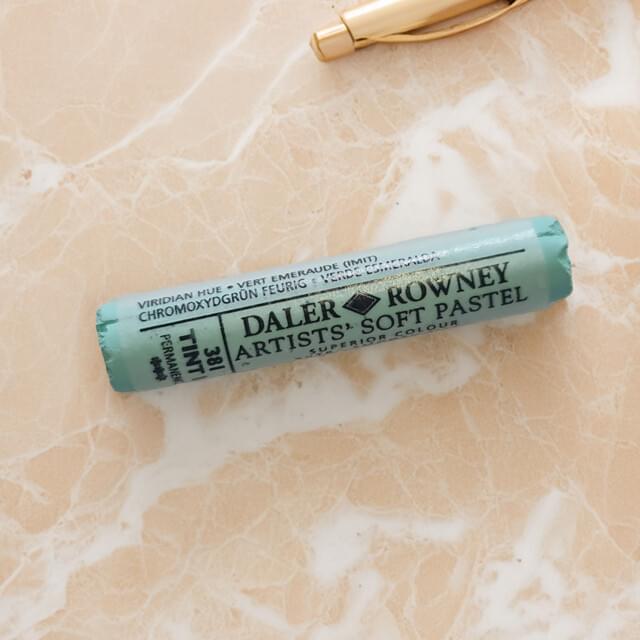 VIRIDIAN HUE • VERT EMERAUDE (IMIT)
CHROMOXYDGRÜN FEURIG • VERDE ESMERALDA
DALER ROWNEY
ARTISTS' SOFT PASTEL
SUPERIOR COLOUR
381
TINT